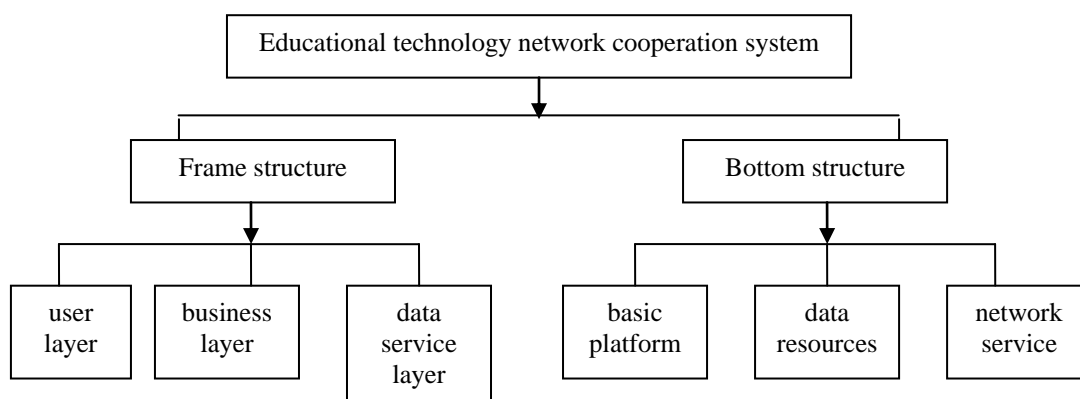 Educational technology network cooperation system
Frame structure
Bottom structure
user
layer
business
layer
data
service
layer
basic
platform
data
resources
network
service